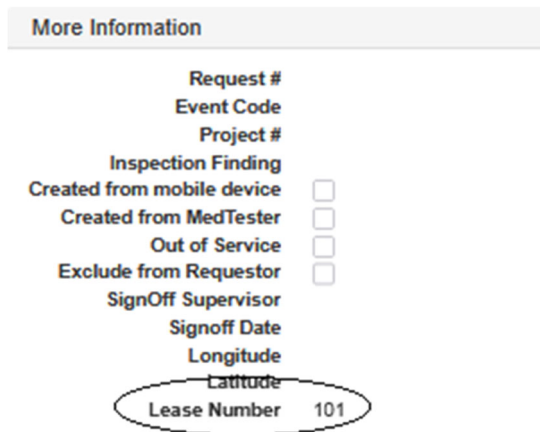 More Information
Request #
Event Code
Project #
Inspection Finding
Created from mobile device
Created from MedTester
Out of Service
Exclude from Requestor
SignOff Supervisor
Signoff Date
Longitude
Latitude
Lease Number 101